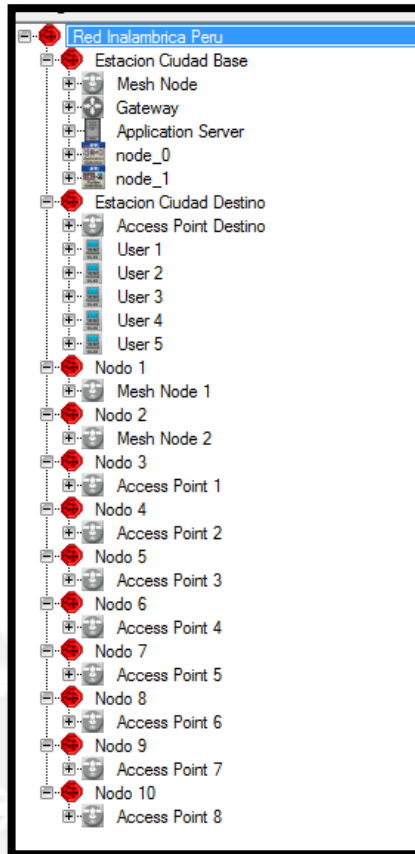 Red Inalambrica Peru
Estacion Ciudad Base
Mesh Node
Gateway
Application Server
node_0
node_1
Estacion Ciudad Destino
Access Point Destino
User 1
User 2
User 3
User 4
User 5
Nodo 1
Mesh Node 1
Nodo 2
Mesh Node 2
Nodo 3
Access Point 1
Nodo 4
Access Point 2
Nodo 5
Access Point 3
Nodo 6
Access Point 4
Nodo 7
Access Point 5
Nodo 8
Access Point 6
Nodo 9
Access Point 7
Nodo 10
Access Point 8